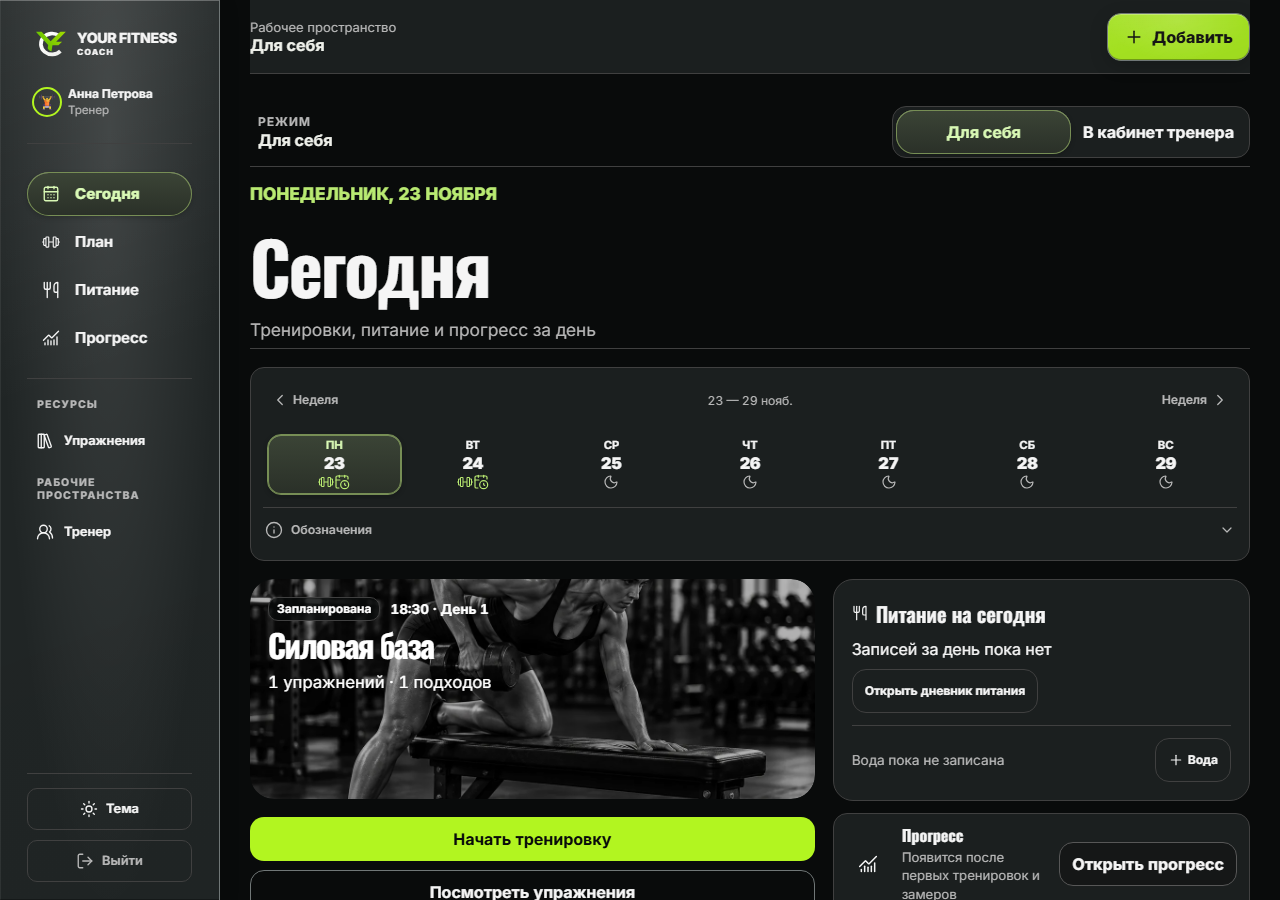 YOUR FITNESS
COACH
Анна Петрова
Тренер
Сегодня
План
Питание
Прогресс
РЕСУРСЫ
Упражнения
РАБОЧИЕ
ПРОСТРАНСТВА
Тренер
Тема
Выйти
Рабочее пространство
Для себя
Добавить
РЕЖИМ
Для себя
Для себя
В кабинет тренера
ПОНЕДЕЛЬНИК, 23 НОЯБРЯ
Сегодня
Тренировки, питание и прогресс за день
Неделя
23 — 29 нояб.
Неделя
ПН
23
ВТ
24
СР
25
ЧТ
26
ПТ
27
СБ
28
ВС
29
Обозначения
Запланирована
18:30 · День 1
Силовая база
1 упражнений · 1 подходов
Начать тренировку
Посмотреть упражнения
Питание на сегодня
Записей за день пока нет
Открыть дневник питания
Вода пока не записана
Вода
Прогресс
Появится после
первых тренировок и
замеров
Открыть прогресс